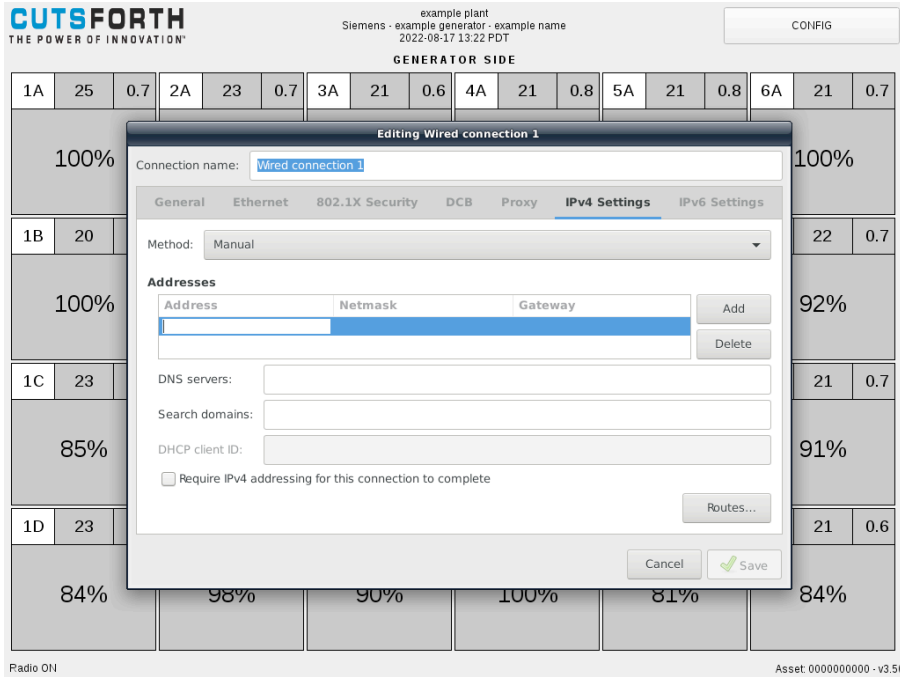 CUTSFORTH
THE POWER OF INNOVATION"
example plant
Siemens - example generator - example name
2022-08-17 13:22 PDT
CONFIG
GENERATOR SIDE
1A 25 0.7 2A 23 0.7 3A 21 0.6 4A 21 0.8 5A 21 0.8 6A 21 0.7
100% 100%
Editing Wired connection 1
Connection name: Wired connection 1
General Ethernet 802.1X Security DCB Proxy IPv4 Settings IPv6 Settings
1B 20 22 0.7
Method: Manual
Addresses
Address Netmask Gateway
Add
100% 92%
Delete
1C 23 21 0.7
DNS servers:
Search domains:
85% 91%
DHCP client ID:
Require IPv4 addressing for this connection to complete
Routes...
1D 23 21 0.6
Cancel Save
84% 98% 90% 100% 81% 84%
Radio ON
Asset: 0000000000 - v3.5